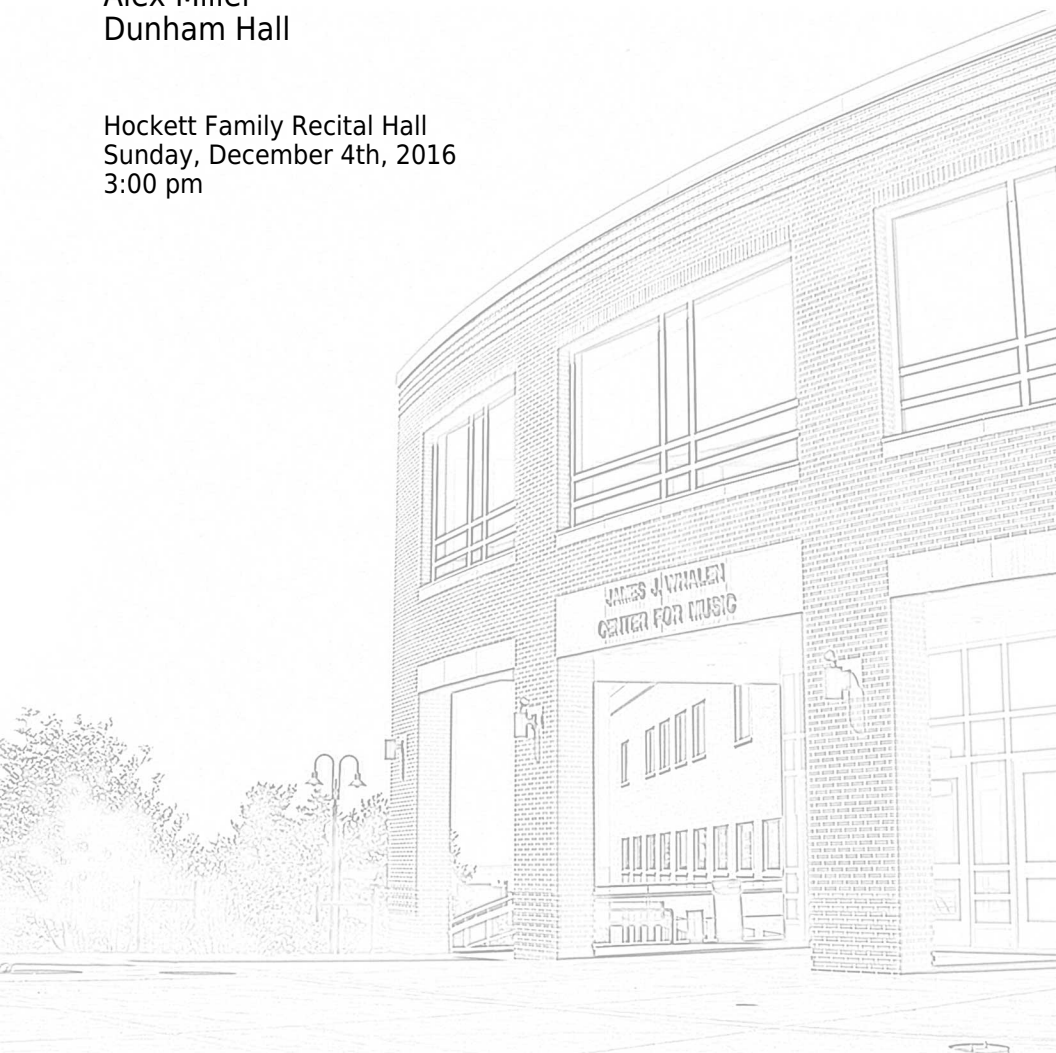 Alex Miller
Dunham Hall
Hockett Family Recital Hall
Sunday, December 4th, 2016
3:00 pm
JAMES J. WHALEN
CENTER FOR MUSIC